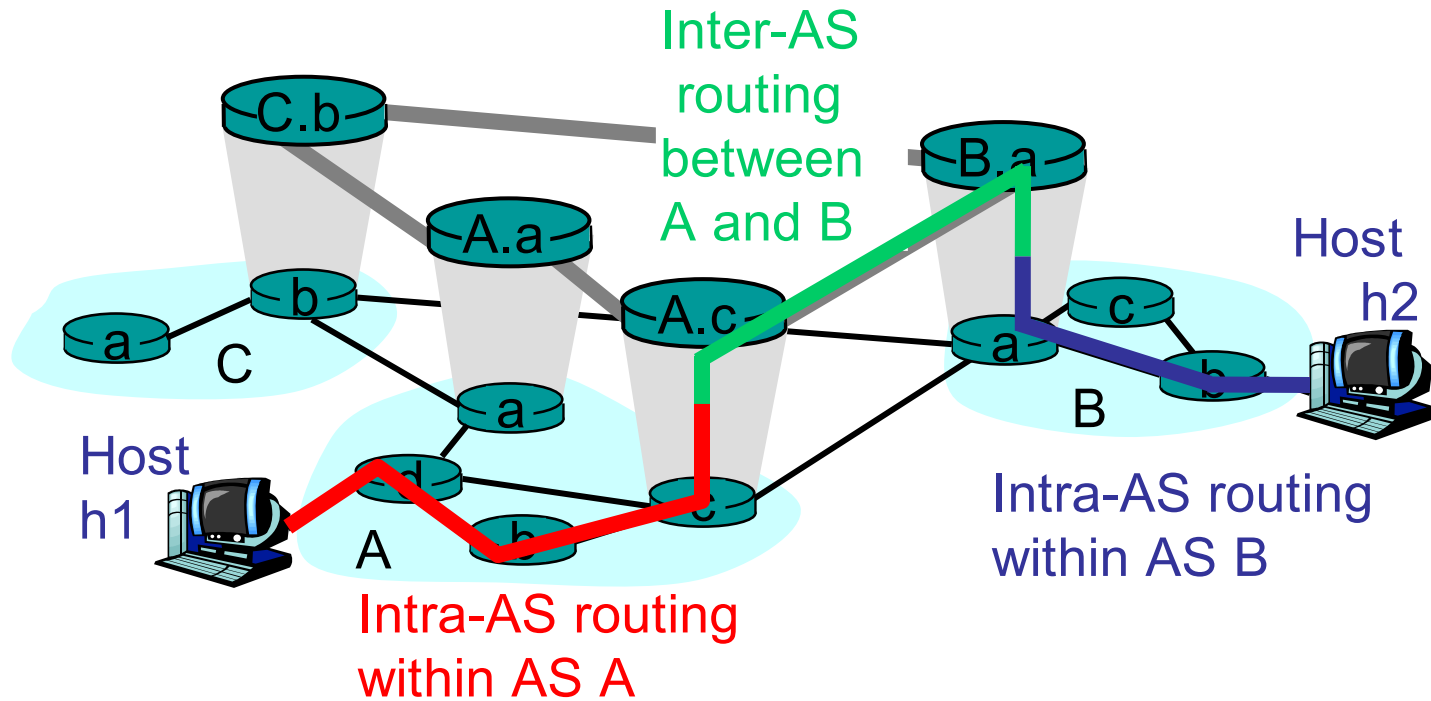 Inter-AS
routing
between
A and B
C.b
B.a
A.a
A.c
Host
h2
b
a
C
a
c
b
B
a
Host
h1
d
b
c
A
Intra-AS routing
within AS B
Intra-AS routing
within AS A